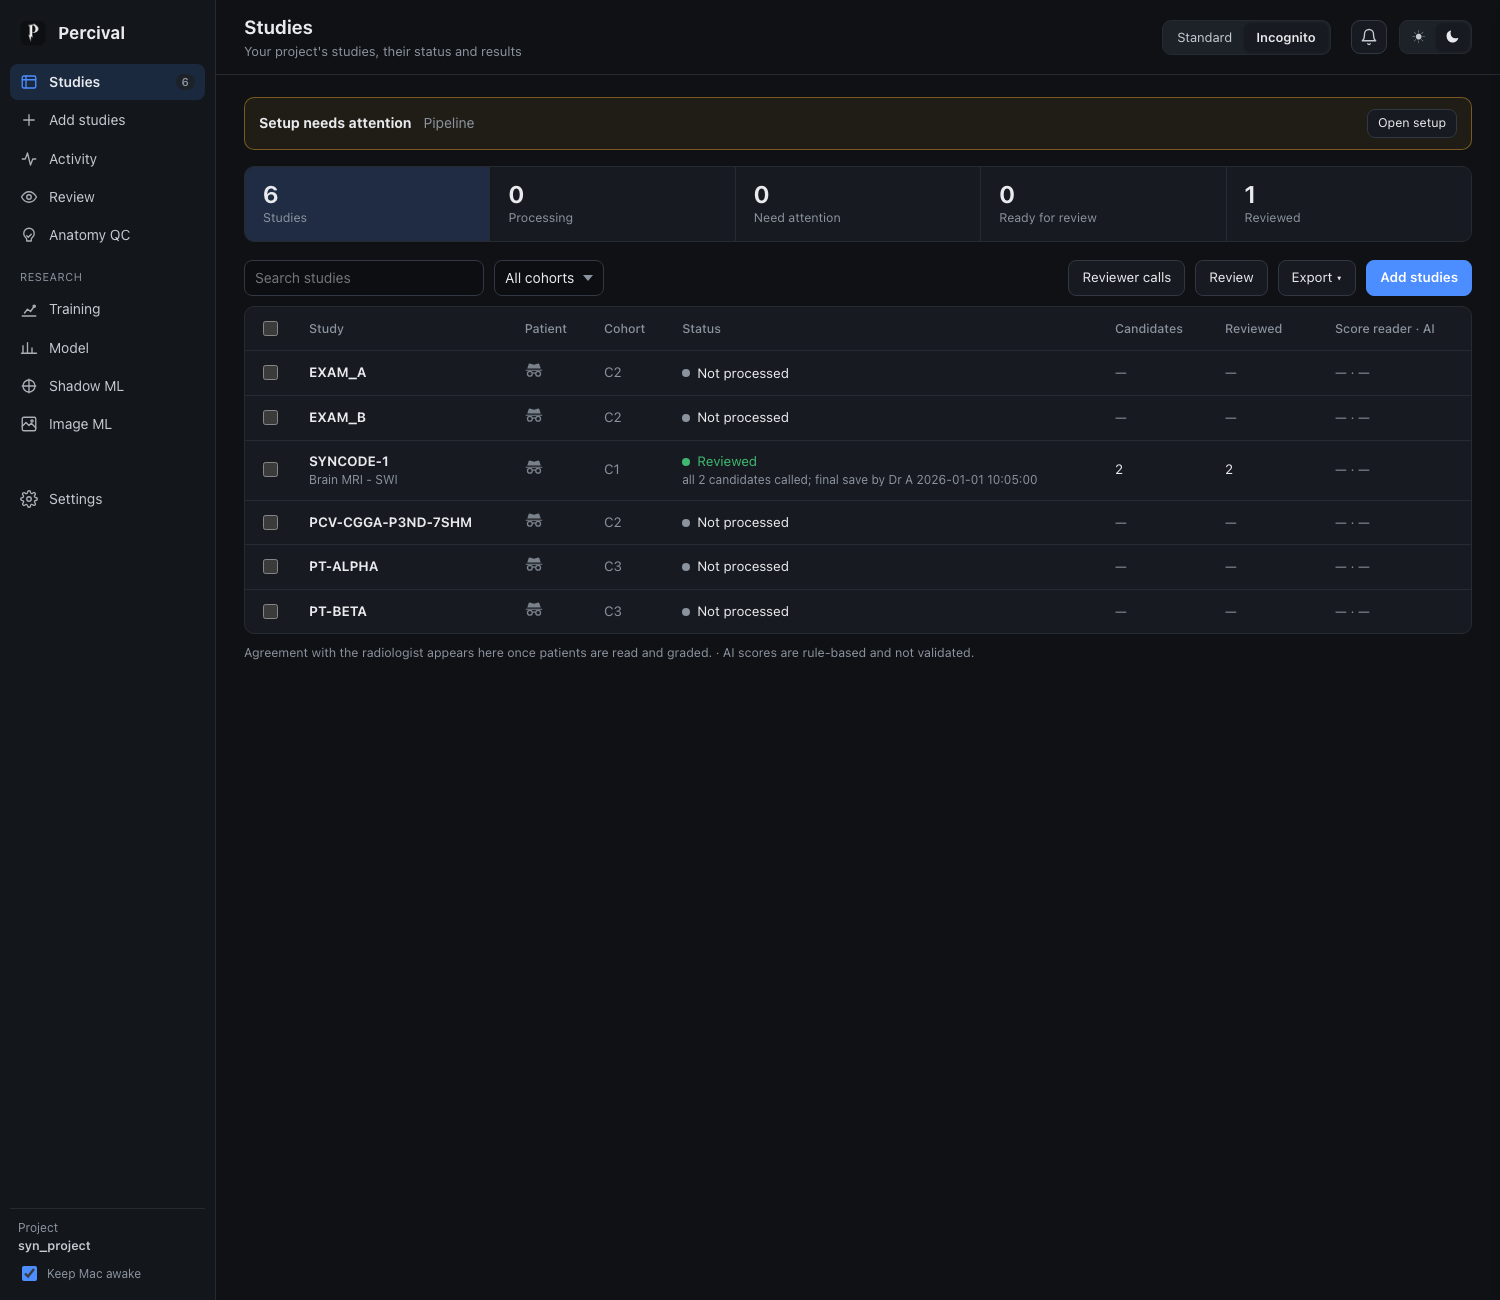 Percival
Studies 6
Add studies
Activity
Review
Anatomy QC
RESEARCH
Training
Model
Shadow ML
Image ML
Settings
Project
syn_project
Keep Mac awake
Studies
Your project's studies, their status and results
Standard Incognito
Setup needs attention Pipeline Open setup
6 0 0 0 1
Studies Processing Need attention Ready for review Reviewed
Search studies All cohorts Reviewer calls Review Export ▾ Add studies
Study Patient Cohort Status Candidates Reviewed Score reader · AI
EXAM_A C2 Not processed — — — · —
EXAM_B C2 Not processed — — — · —
SYNCODE-1 C1 Reviewed 2 2 — · —
Brain MRI - SWI all 2 candidates called; final save by Dr A 2026-01-01 10:05:00
PCV-CGGA-P3ND-7SHM C2 Not processed — — — · —
PT-ALPHA C3 Not processed — — — · —
PT-BETA C3 Not processed — — — · —
Agreement with the radiologist appears here once patients are read and graded. · AI scores are rule-based and not validated.